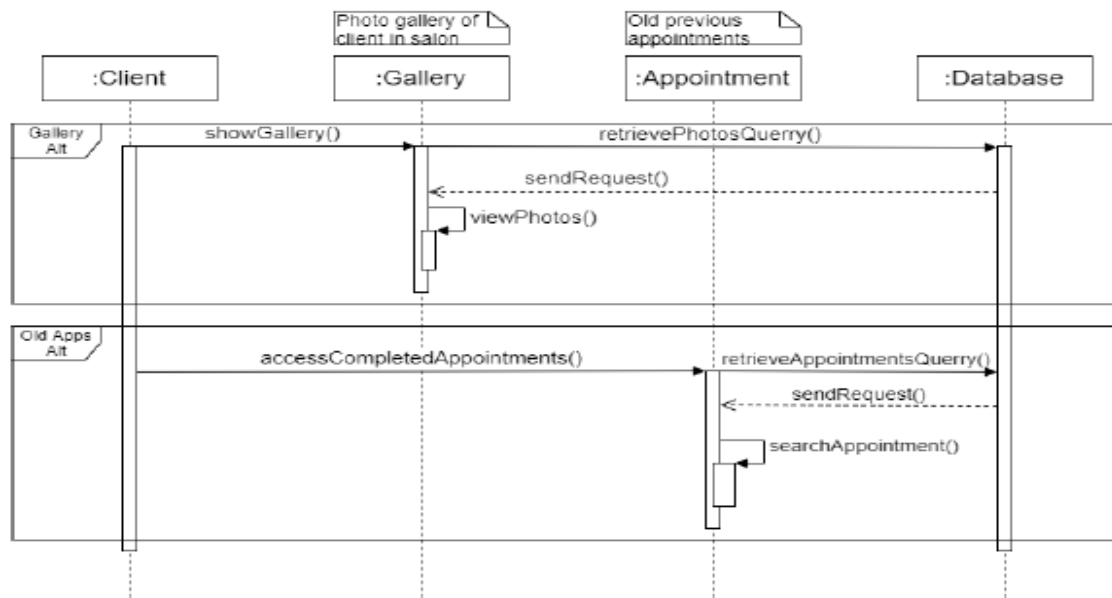 Photo gallery of
client in salon
Old previous
appointments
:Client
:Gallery
:Appointment
:Database
Gallery
Alt
showGallery()
retrievePhotosQuerry()
sendRequest()
viewPhotos()
Old Apps
Alt
accessCompletedAppointments()
retrieveAppointmentsQuerry()
sendRequest()
searchAppointment()